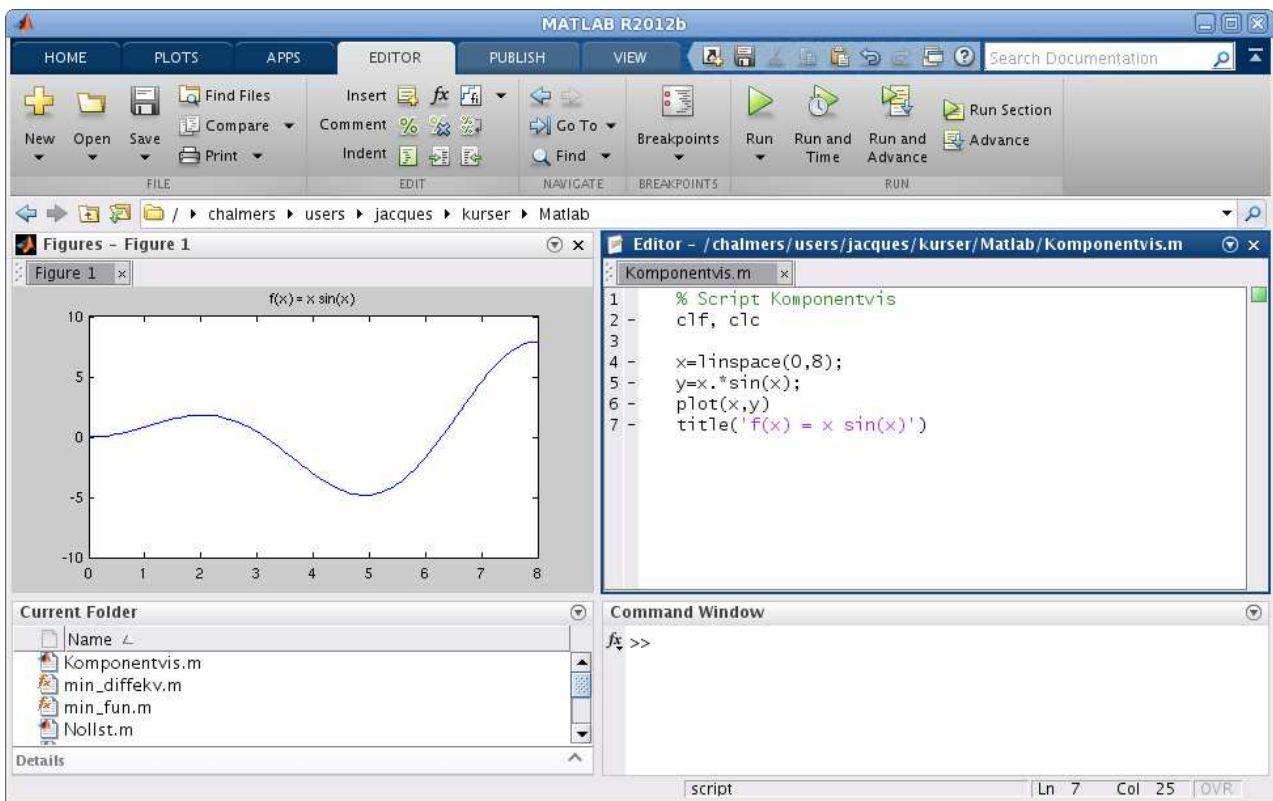 MATLAB R2012b
HOME PLOTS APPS EDITOR PUBLISH VIEW Search Documentation
New Open Save Find Files Compare Print
FILE
Insert fx
Comment
Indent
EDIT
Go To
Find
NAVIGATE
Breakpoints
BREAKPOINTS
Run Run and Time Run and Advance Run Section Advance
RUN
/ chalmers users jacques kurser Matlab
Figures - Figure 1
Figure 1
f(x) = x sin(x)
10
5
0
-5
-10
0 1 2 3 4 5 6 7 8
Editor - /chalmers/users/jacques/kurser/Matlab/Komponentvis.m
Komponentvis.m
1 % Script Komponentvis
2 - clf, clc
3
4 - x=linspace(0,8);
5 - y=x.*sin(x);
6 - plot(x,y)
7 - title('f(x) = x sin(x)')
Current Folder
Name
Komponentvis.m
min_diffekv.m
min_fun.m
Nollst.m
Details
Command Window
fx >>
script Ln 7 Col 25 OVR